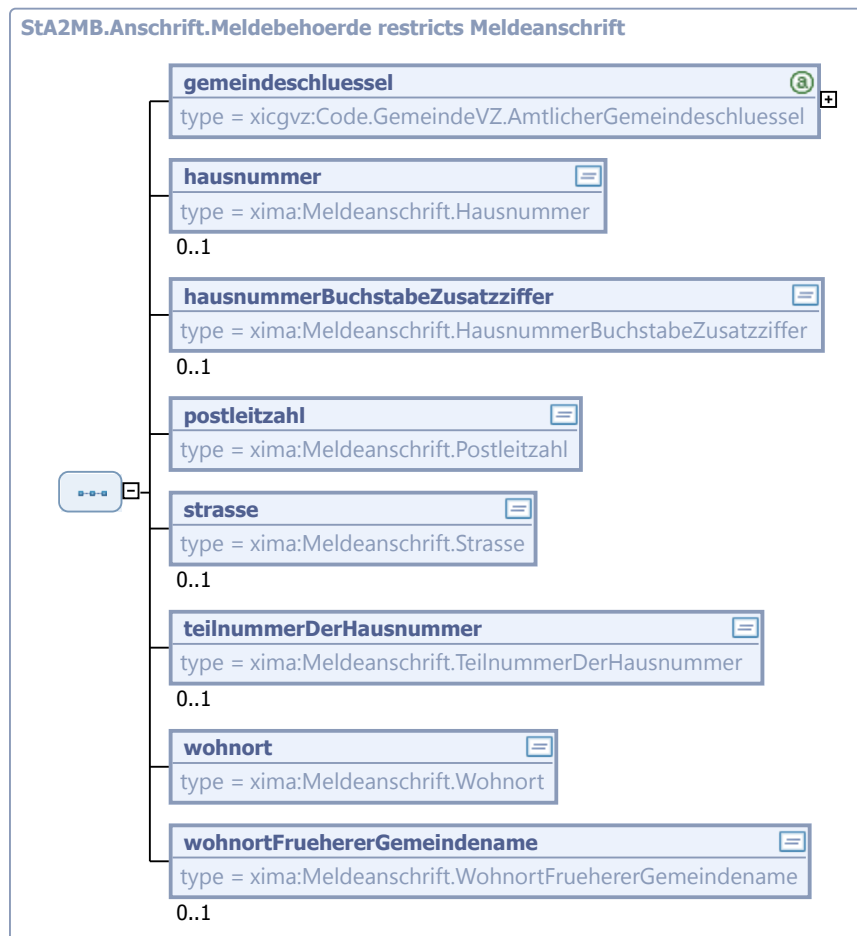 StA2MB.Anschrift.Meldebehoerde restricts Meldeanschrift
gemeindeschluessel
type = xicgvz:Code.GemeindeVZ.AmtlicherGemeindeschluessel
hausnummer
type = xima:Meldeanschrift.Hausnummer
0..1
hausnummerBuchstabeZusatzziffer
type = xima:Meldeanschrift.HausnummerBuchstabeZusatzziffer
0..1
postleitzahl
type = xima:Meldeanschrift.Postleitzahl
strasse
type = xima:Meldeanschrift.Strasse
0..1
teilnummerDerHausnummer
type = xima:Meldeanschrift.TeilnummerDerHausnummer
0..1
wohnort
type = xima:Meldeanschrift.Wohnort
wohnortFruehererGemeindename
type = xima:Meldeanschrift.WohnortFruehererGemeindename
0..1